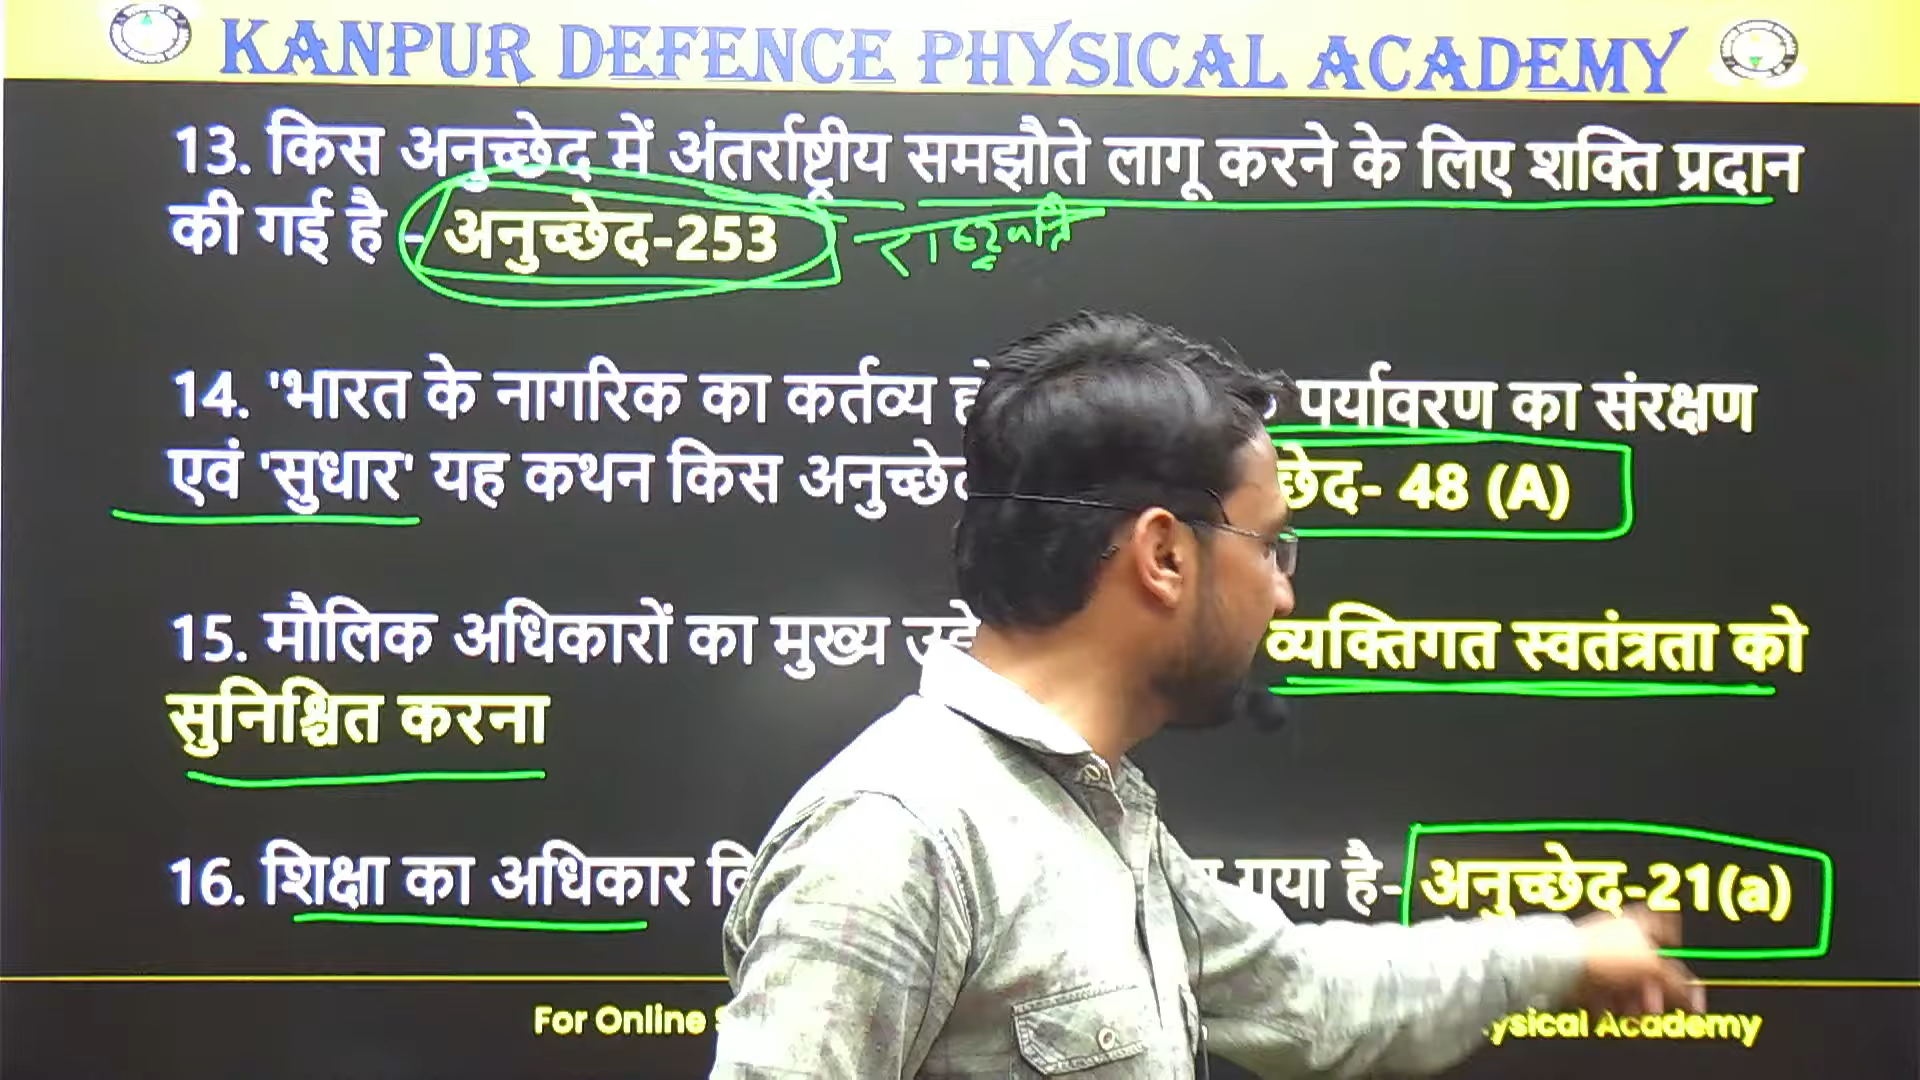 KANPUR DEFENCE PHYSICAL ACADEMY
13. किस अनुच्छेद में अंतर्राष्ट्रीय समझौते लागू करने के लिए शक्ति प्रदान
की गई है - अनुच्छेद-253 राष्ट्रपति
14. 'भारत के नागरिक का कर्तव्य पर्यावरण का संरक्षण
एवं 'सुधार' यह कथन किस 48 (A)
15. मौलिक अधिकारों का मुख्य व्यक्तिगत स्वतंत्रता को
सुनिश्चित करना
16. शिक्षा का अधिकार गया है- अनुच्छेद-21(a)
For Online Academy